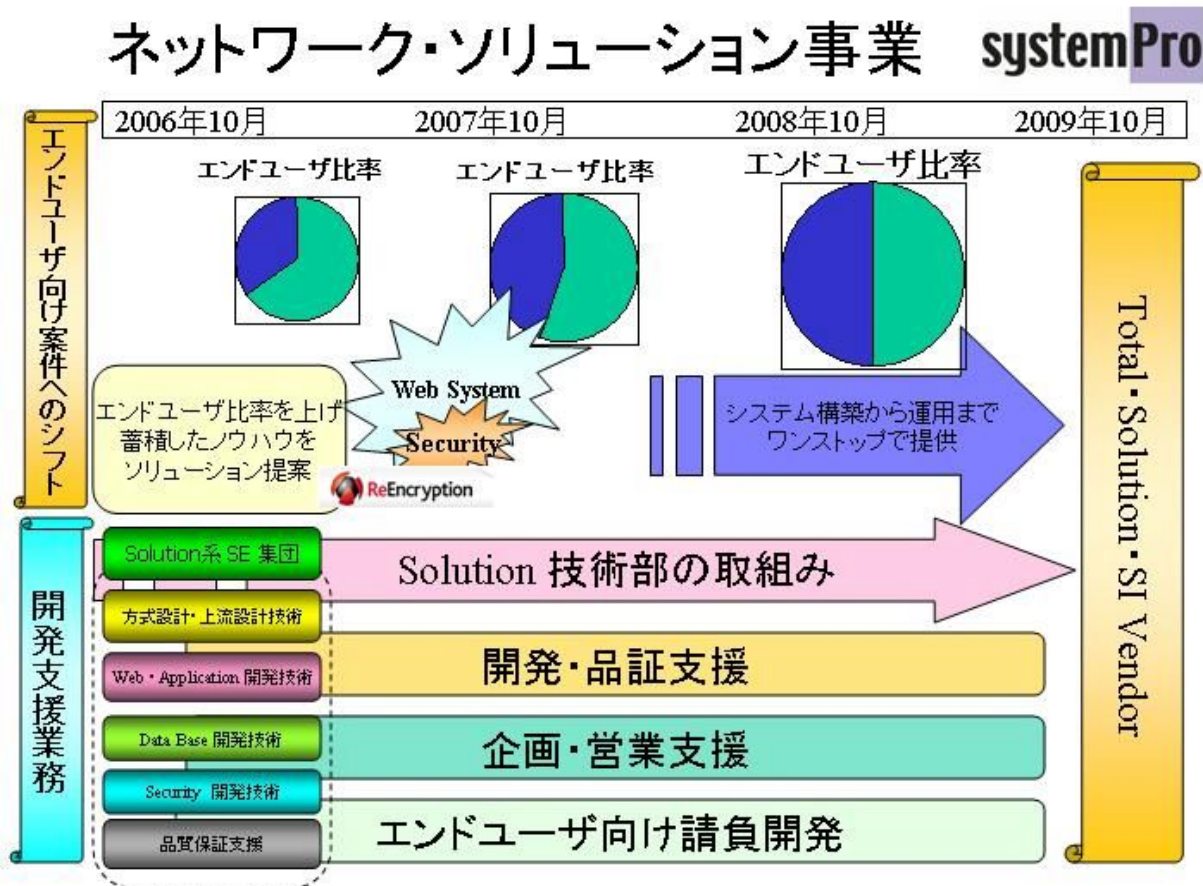 ネットワーク・ソリューション事業
systemPro
2006年10月
2007年10月
2008年10月
2009年10月
エンドユーザ向け案件へのシフト
エンドユーザ比率
エンドユーザ比率
エンドユーザ比率
エンドユーザ比率を上げ
蓄積したノウハウを
ソリューション提案
Web System
Security
ReEncryption
システム構築から運用まで
ワンストップで提供
Total・Solution・SI Vendor
開発支援業務
Solution系 SE 集団
Solution 技術部の取組み
方式設計・上流設計技術
Web・Application 開発技術
開発・品証支援
Data Base 開発技術
企画・営業支援
Security 開発技術
品質保証支援
エンドユーザ向け請負開発